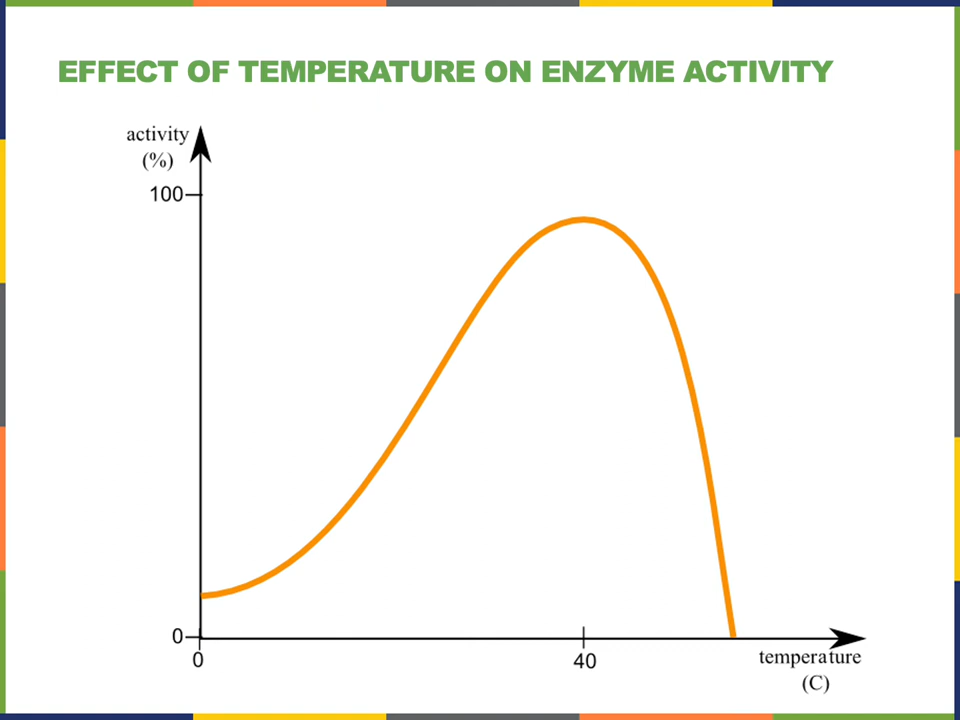 EFFECT OF TEMPERATURE ON ENZYME ACTIVITY
activity
(%)
100
0
0
40
temperature
(C)